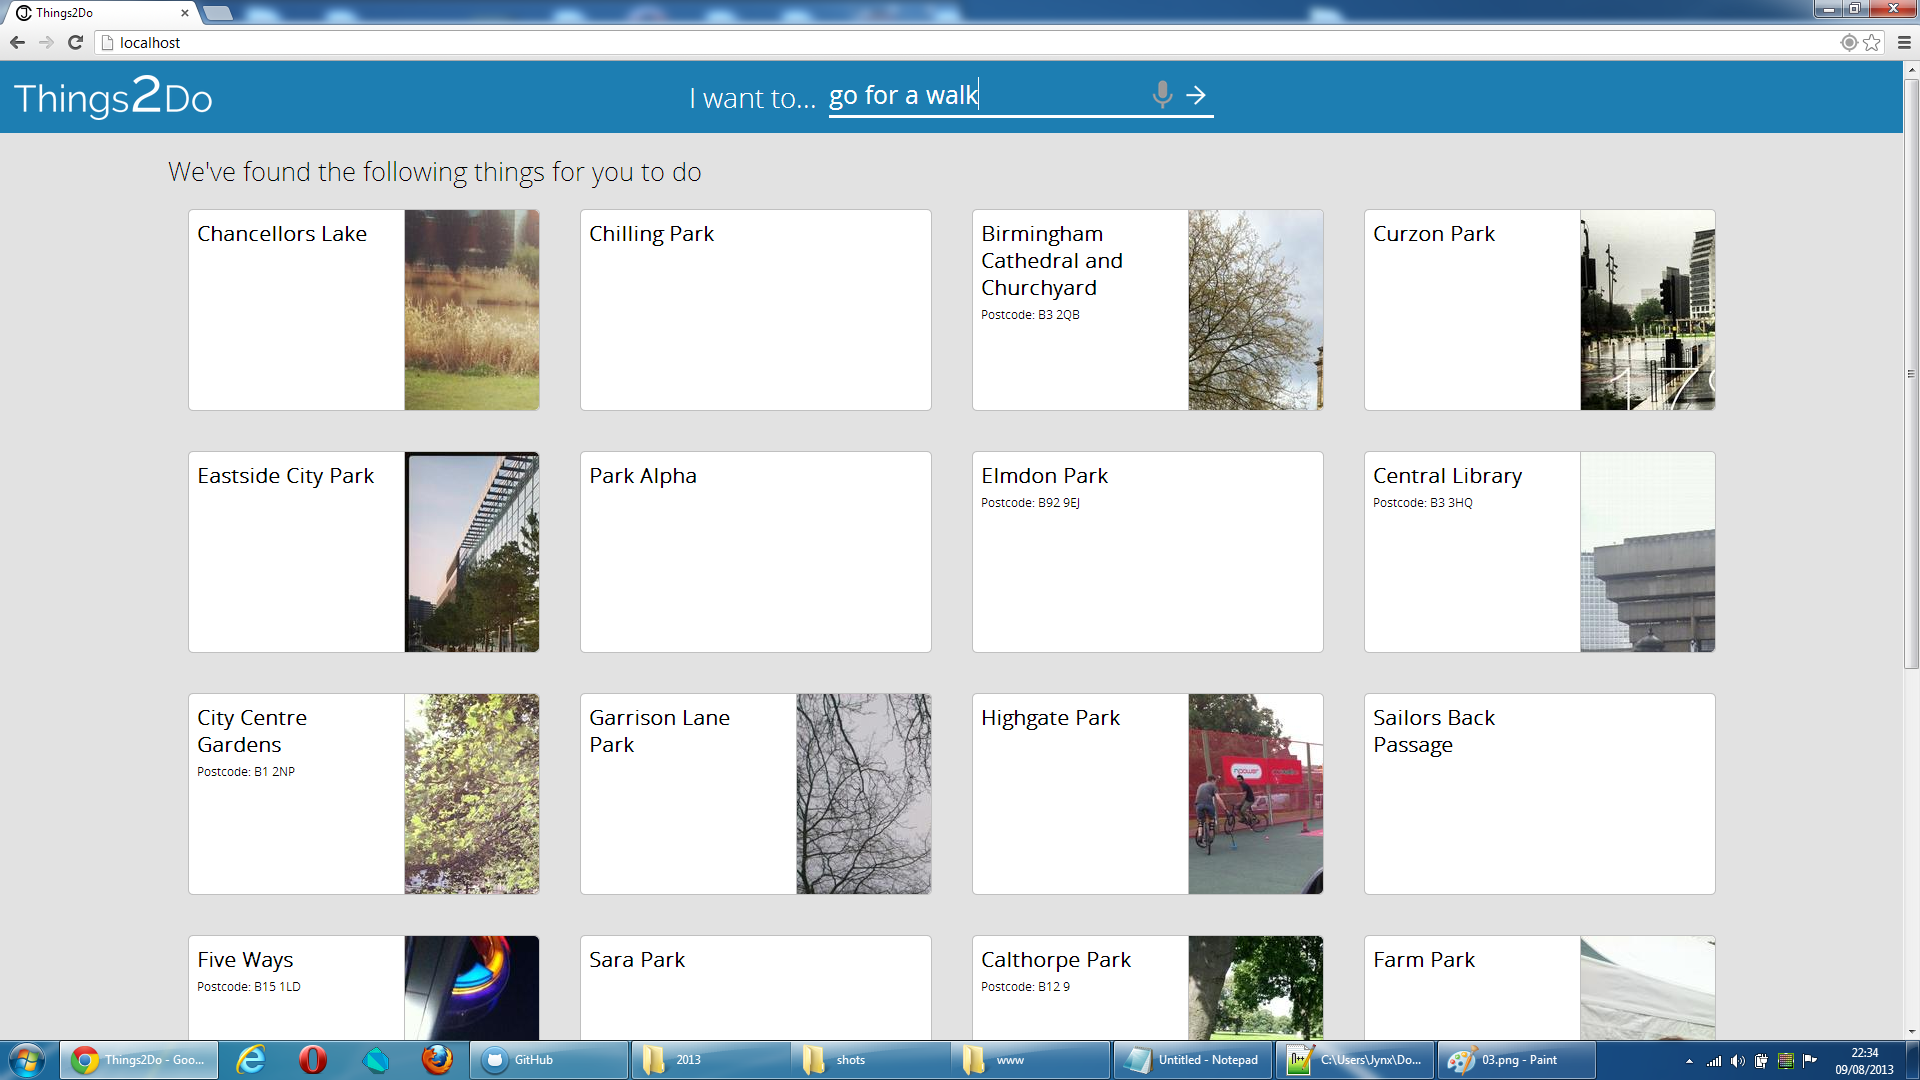 Things2Do
localhost
Things2Do
I want to... go for a walk
We've found the following things for you to do
Chancellors Lake
Chilling Park
Birmingham
Cathedral and
Churchyard
Postcode: B3 2QB
Curzon Park
Eastside City Park
Park Alpha
Elmdon Park
Postcode: B92 9EJ
Central Library
Postcode: B3 3HQ
City Centre
Gardens
Postcode: B1 2NP
Garrison Lane
Park
Highgate Park
npower
Sailors Back
Passage
Five Ways
Postcode: B15 1LD
Sara Park
Calthorpe Park
Postcode: B12 9
Farm Park
Things2Do - Goo...
GitHub
2013
shots
www
Untitled - Notepad
C:\Users\Jynx\Do...
03.png - Paint
22:34
09/08/2013